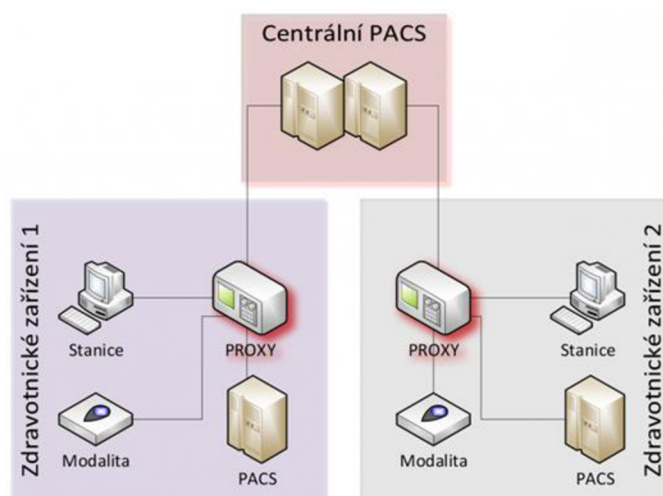 Centrální PACS
Zdravotnické zařízení 1
Stanice
PROXY
Modalita
PACS
Zdravotnické zařízení 2
PROXY
Stanice
Modalita
PACS